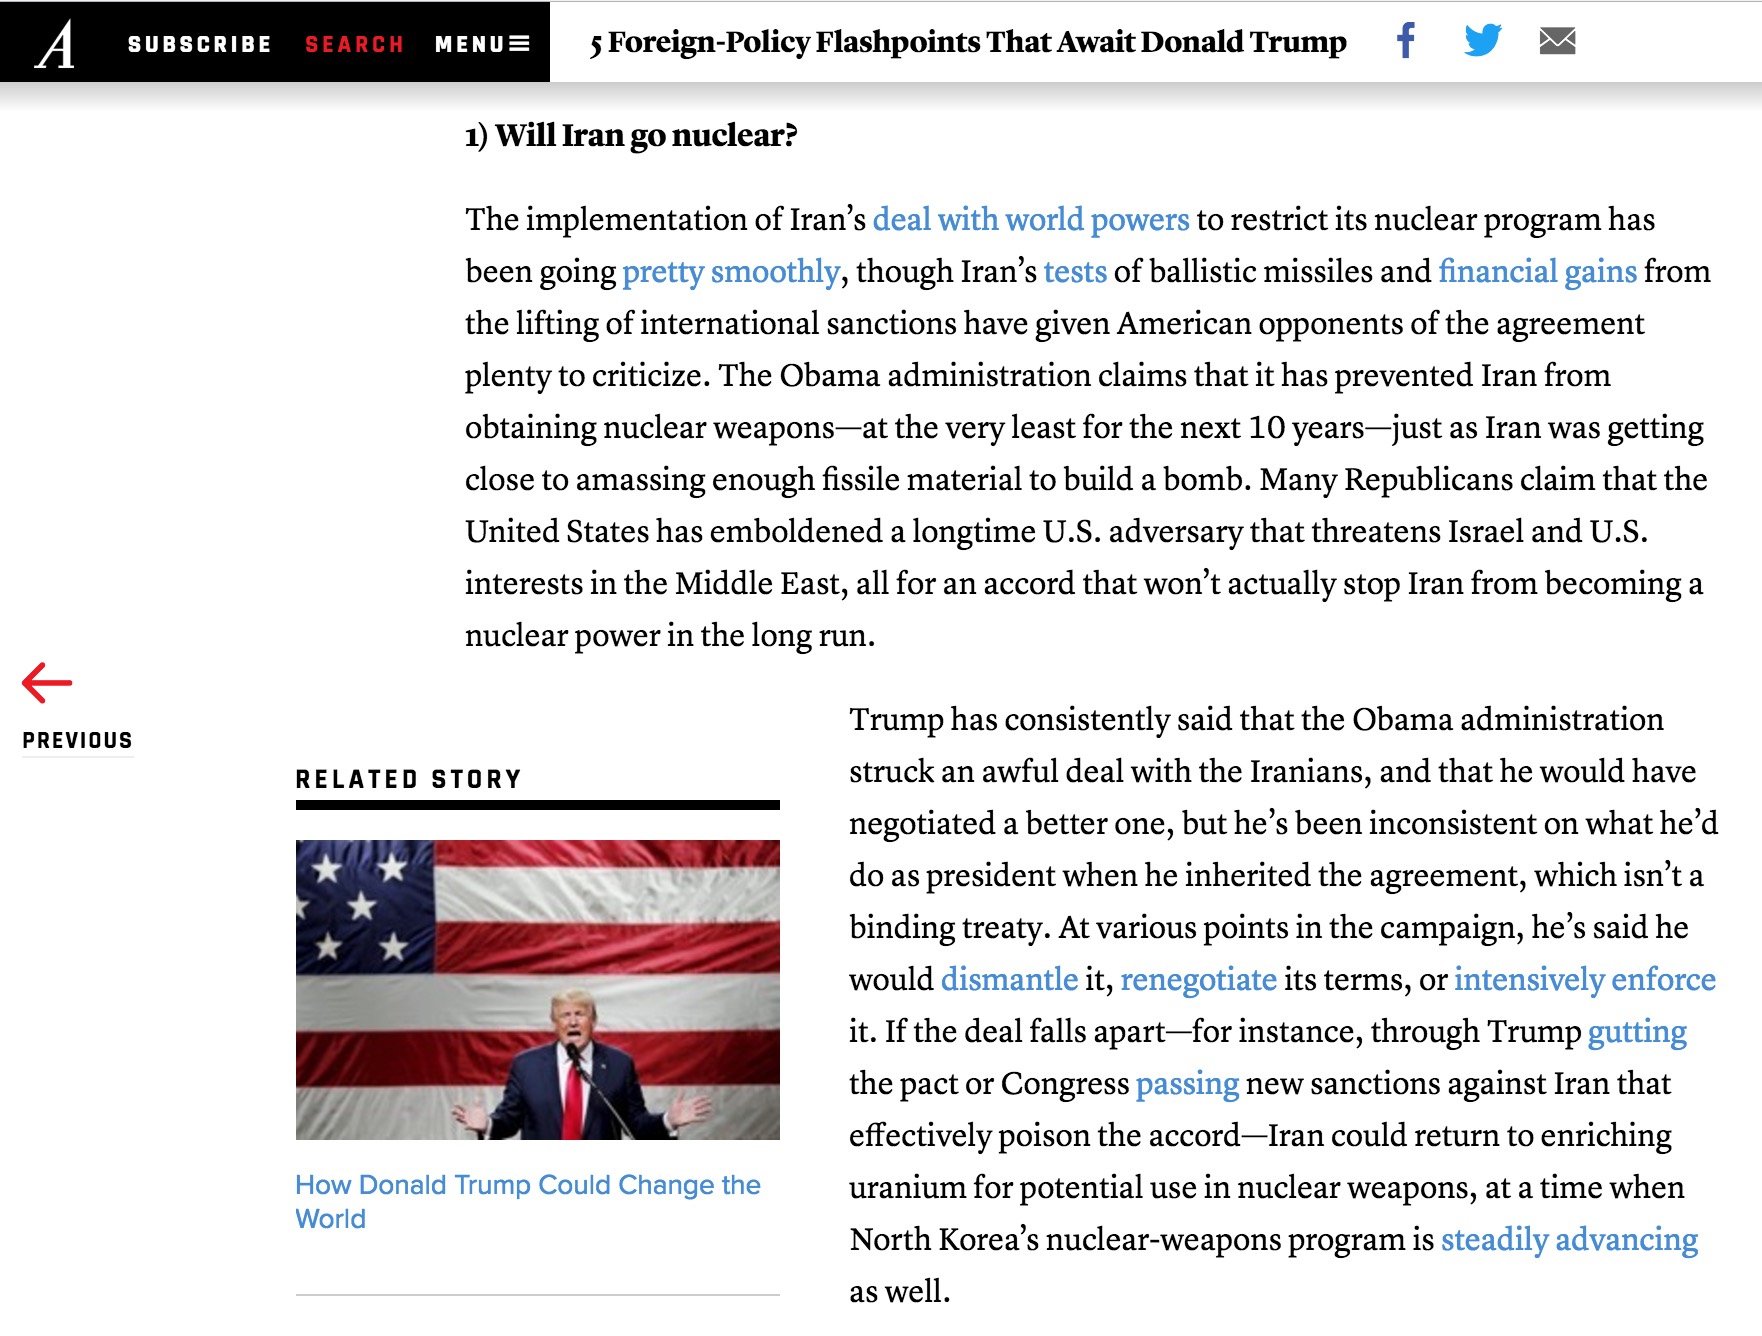 A SUBSCRIBE SEARCH MENU 5 Foreign-Policy Flashpoints That Await Donald Trump
1) Will Iran go nuclear?
The implementation of Iran’s deal with world powers to restrict its nuclear program has
been going pretty smoothly, though Iran’s tests of ballistic missiles and financial gains from
the lifting of international sanctions have given American opponents of the agreement
plenty to criticize. The Obama administration claims that it has prevented Iran from
obtaining nuclear weapons—at the very least for the next 10 years—just as Iran was getting
close to amassing enough fissile material to build a bomb. Many Republicans claim that the
United States has emboldened a longtime U.S. adversary that threatens Israel and U.S.
interests in the Middle East, all for an accord that won’t actually stop Iran from becoming a
nuclear power in the long run.
PREVIOUS
RELATED STORY
How Donald Trump Could Change the
World
Trump has consistently said that the Obama administration
struck an awful deal with the Iranians, and that he would have
negotiated a better one, but he’s been inconsistent on what he’d
do as president when he inherited the agreement, which isn’t a
binding treaty. At various points in the campaign, he’s said he
would dismantle it, renegotiate its terms, or intensively enforce
it. If the deal falls apart—for instance, through Trump gutting
the pact or Congress passing new sanctions against Iran that
effectively poison the accord—Iran could return to enriching
uranium for potential use in nuclear weapons, at a time when
North Korea’s nuclear-weapons program is steadily advancing
as well.